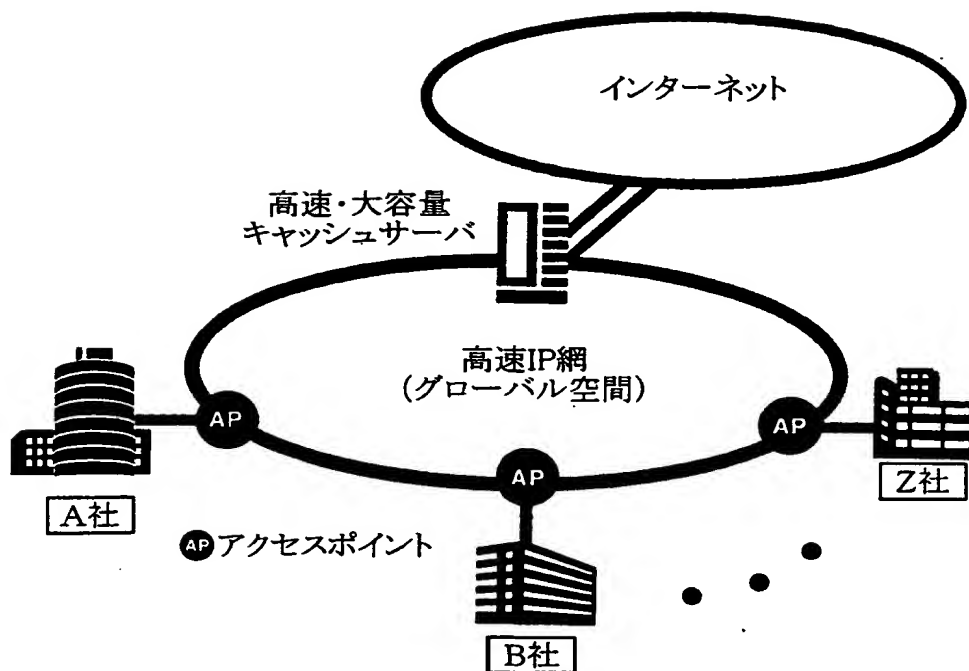 インターネット
高速・大容量
キャッシュサーバ
高速IP網
(グローバル空間)
AP
AP
AP
A社
Z社
APアクセスポイント
B社